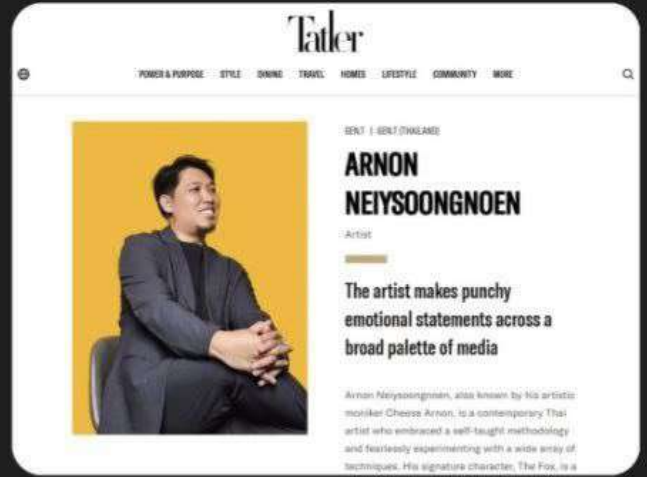 Tatler
POWER & PURPOSE STYLE DINING TRAVEL HOMES LIFESTYLE COMMUNITY MORE
GEN.T | GEN.T (THAILAND)
ARNON
NEIYSOONGNOEN
Artist
The artist makes punchy
emotional statements across a
broad palette of media
Arnon Neiysoongnoen, also known by his artistic
moniker Cheese Arnon, is a contemporary Thai
artist who embraced a self-taught methodology
and fearlessly experimenting with a wide array of
techniques. His signature character, The Fox, is a